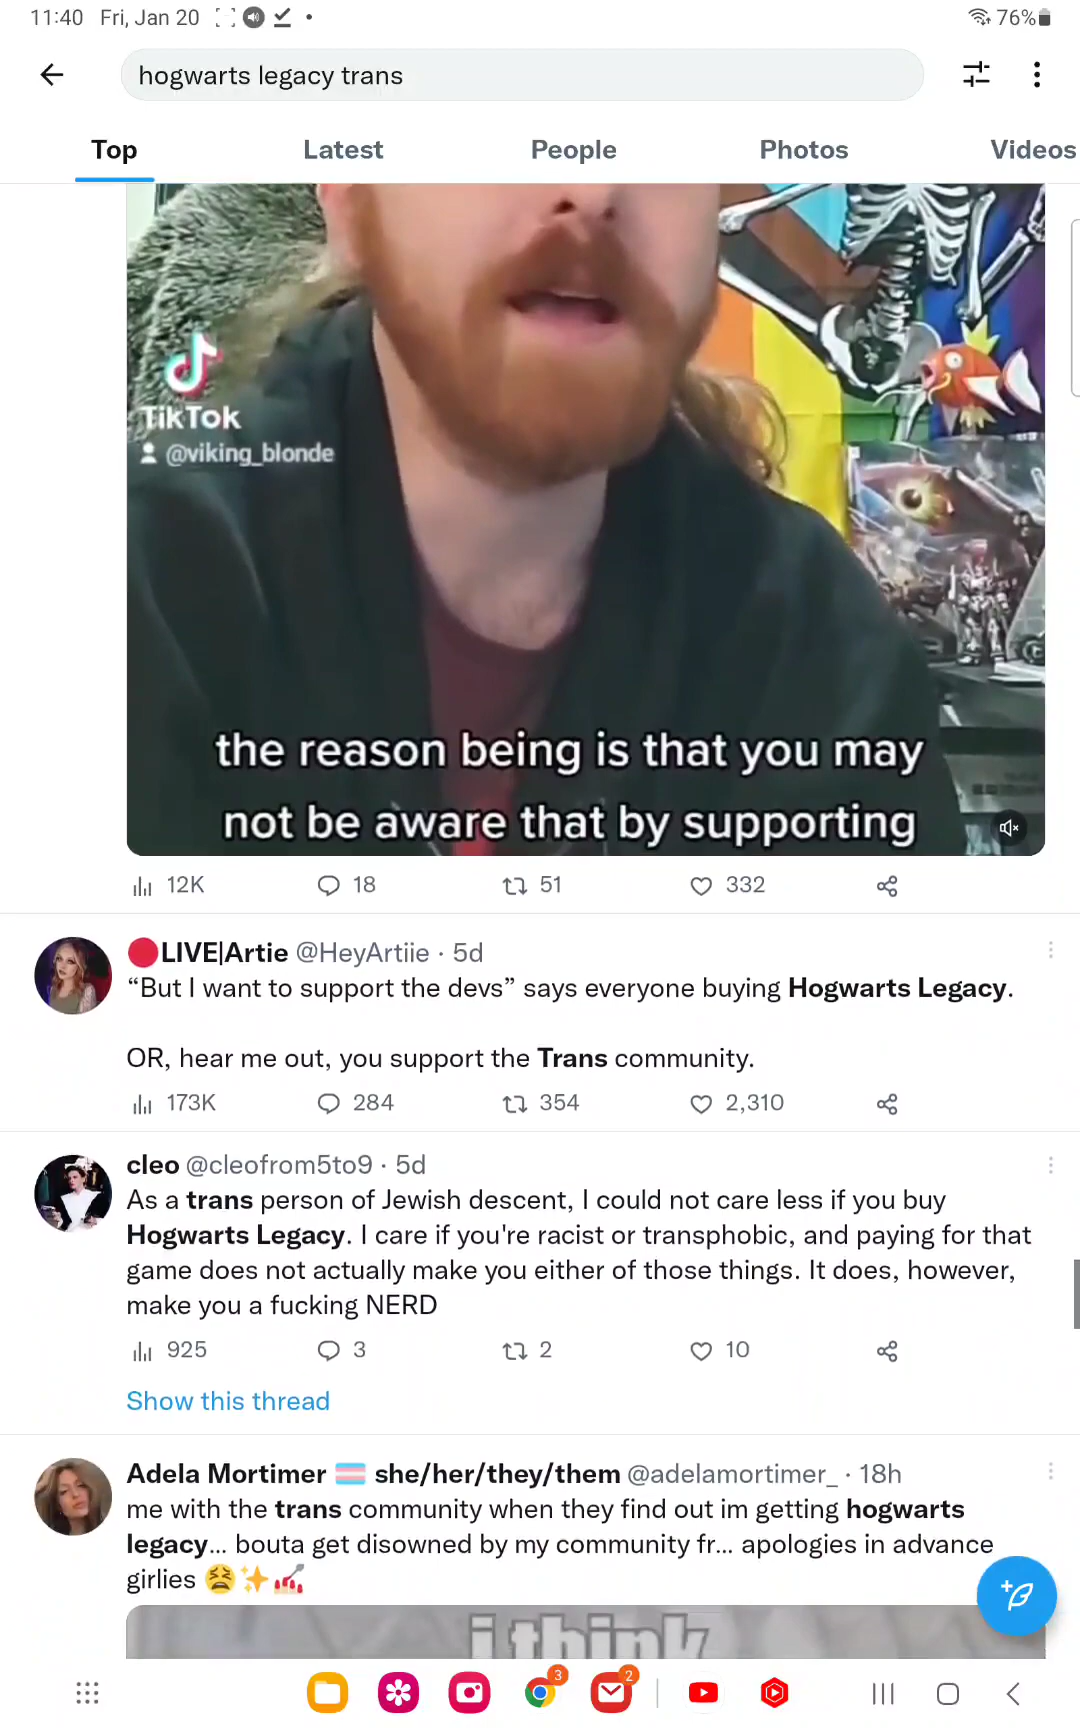 11:40 Fri, Jan 20
76%
hogwarts legacy trans
Top Latest People Photos Videos
TikTok
@viking_blonde
the reason being is that you may
not be aware that by supporting
12K 18 51 332
🔴LIVE|Artie @HeyArtiie · 5d
“But I want to support the devs” says everyone buying Hogwarts Legacy.
OR, hear me out, you support the Trans community.
173K 284 354 2,310
cleo @cleofrom5to9 · 5d
As a trans person of Jewish descent, I could not care less if you buy
Hogwarts Legacy. I care if you're racist or transphobic, and paying for that
game does not actually make you either of those things. It does, however,
make you a fucking NERD
925 3 2 10
Show this thread
Adela Mortimer 🏳️‍⚧️ she/her/they/them @adelamortimer_ · 18h
me with the trans community when they find out im getting hogwarts
legacy... bouta get disowned by my community fr... apologies in advance
girlies 😫✨💅
i think
3 2